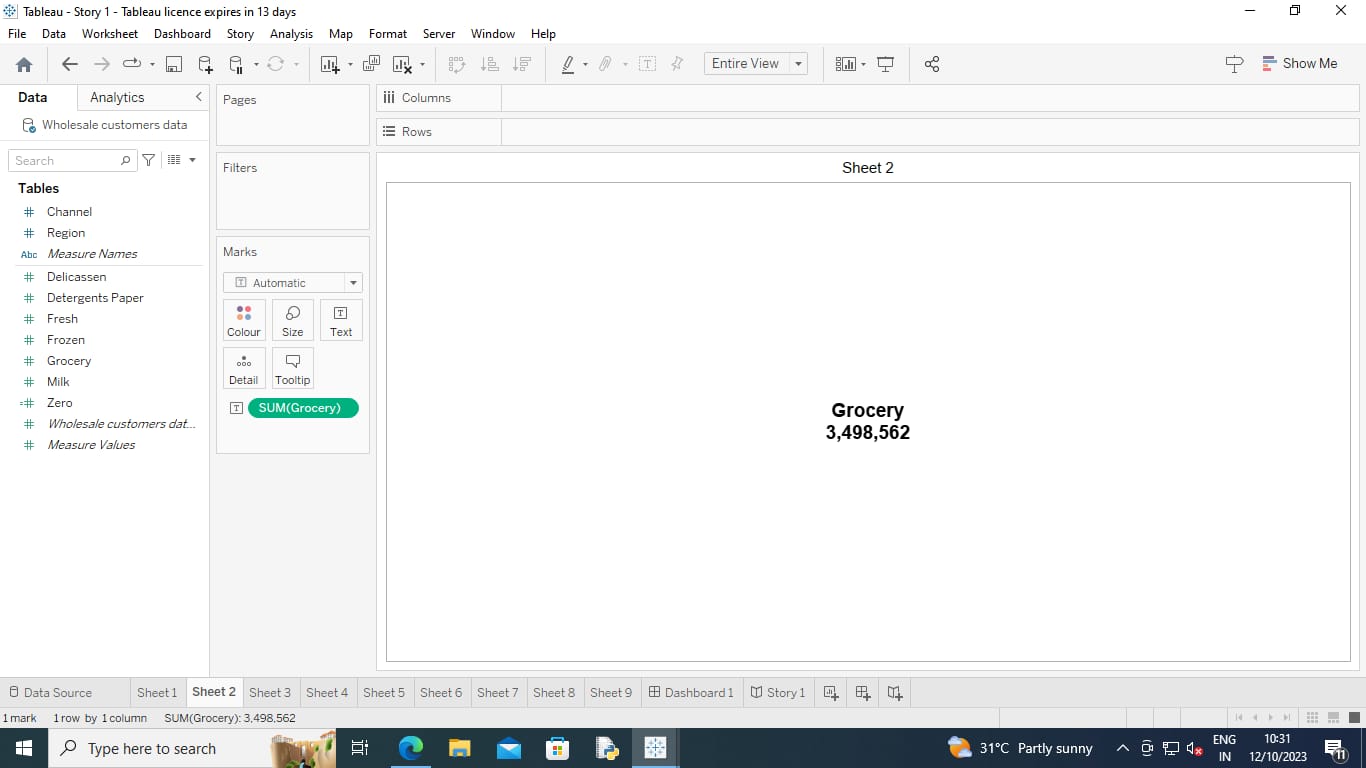 Tableau - Story 1 - Tableau licence expires in 13 days
File Data Worksheet Dashboard Story Analysis Map Format Server Window Help
Entire View
Show Me
Data Analytics
Wholesale customers data
Search
Tables
Channel
Region
Abc Measure Names
Delicassen
Detergents Paper
Fresh
Frozen
Grocery
Milk
Zero
Wholesale customers dat...
Measure Values
Pages
Filters
Marks
T Automatic
Colour Size Text
Detail Tooltip
T SUM(Grocery)
Columns
Rows
Sheet 2
Grocery
3,498,562
Data Source Sheet 1 Sheet 2 Sheet 3 Sheet 4 Sheet 5 Sheet 6 Sheet 7 Sheet 8 Sheet 9 Dashboard 1 Story 1
1 mark 1 row by 1 column SUM(Grocery): 3,498,562
Type here to search
31°C Partly sunny
ENG
IN
10:31
12/10/2023
11